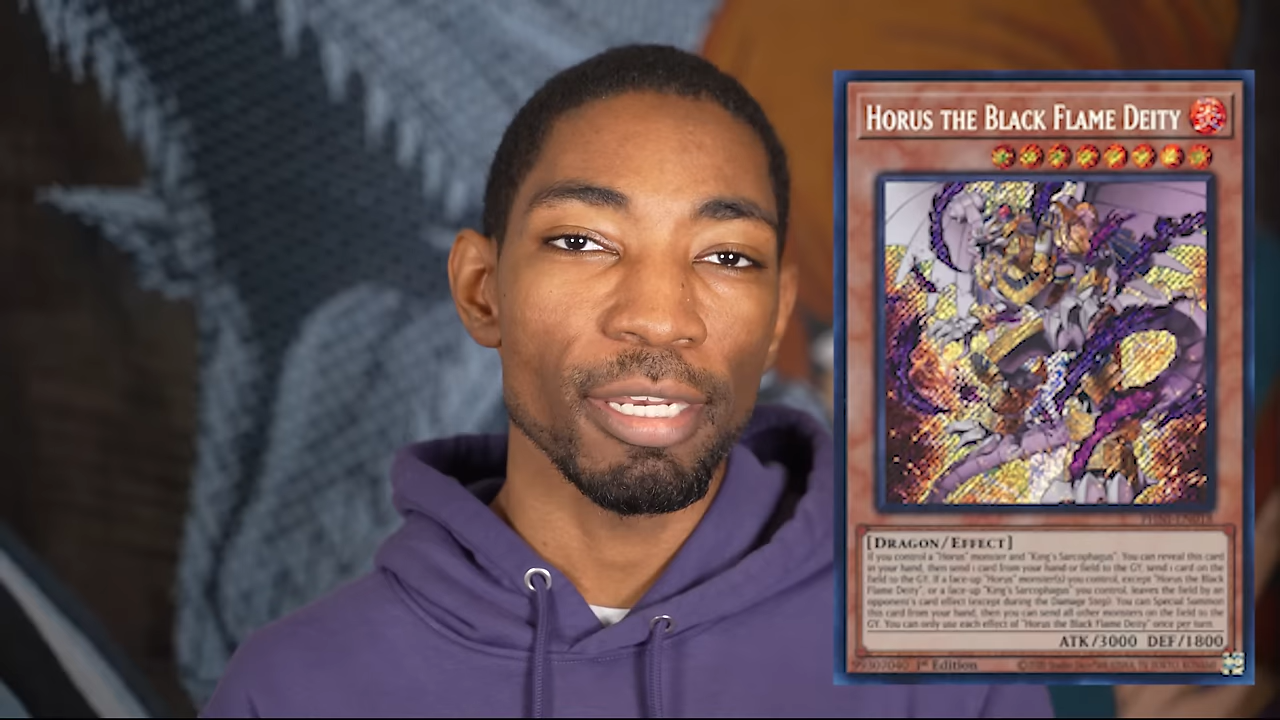 HORUS THE BLACK FLAME DEITY
[DRAGON/EFFECT]
If you control a "Horus" monster and "King's Sarcophagus": You can reveal this card
in your hand, then send 1 card from your hand or field to the GY, send 1 card on the
field to the GY. If a face-up "Horus" monster(s) you control, except "Horus the Black
Flame Deity", or a face-up "King's Sarcophagus" you control, leaves the field by an
opponent's card effect (except during the Damage Step): You can Special Summon
this card from your hand, then you can send all other monsters on the field to the
GY. You can only use each effect of "Horus the Black Flame Deity" once per turn.
ATK/3000 DEF/1800
99307040 1st Edition